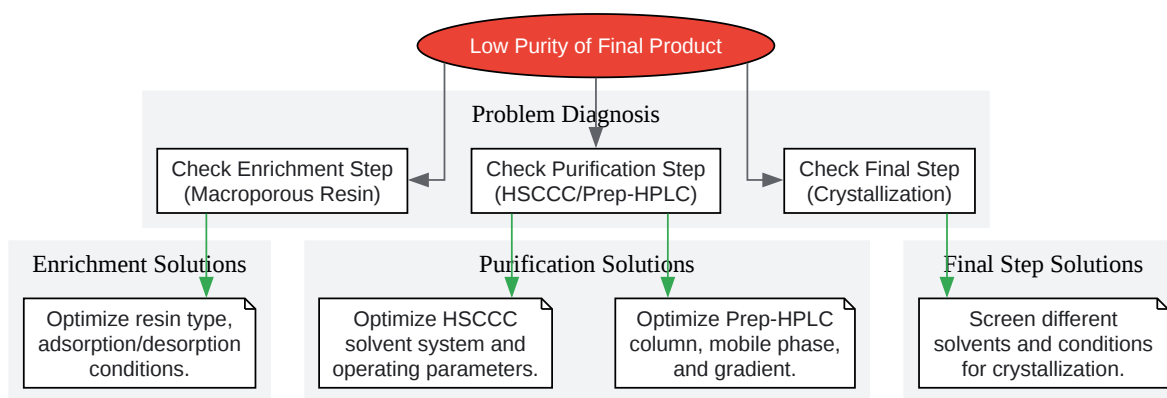 Low Purity of Final Product
Problem Diagnosis
Check Enrichment Step
(Macroporous Resin)
Check Purification Step
(HSCCC/Prep-HPLC)
Check Final Step
(Crystallization)
Enrichment Solutions
Optimize resin type,
adsorption/desorption
conditions.
Purification Solutions
Optimize HSCCC
solvent system and
operating parameters.
Optimize Prep-HPLC
column, mobile phase,
and gradient.
Final Step Solutions
Screen different
solvents and conditions
for crystallization.